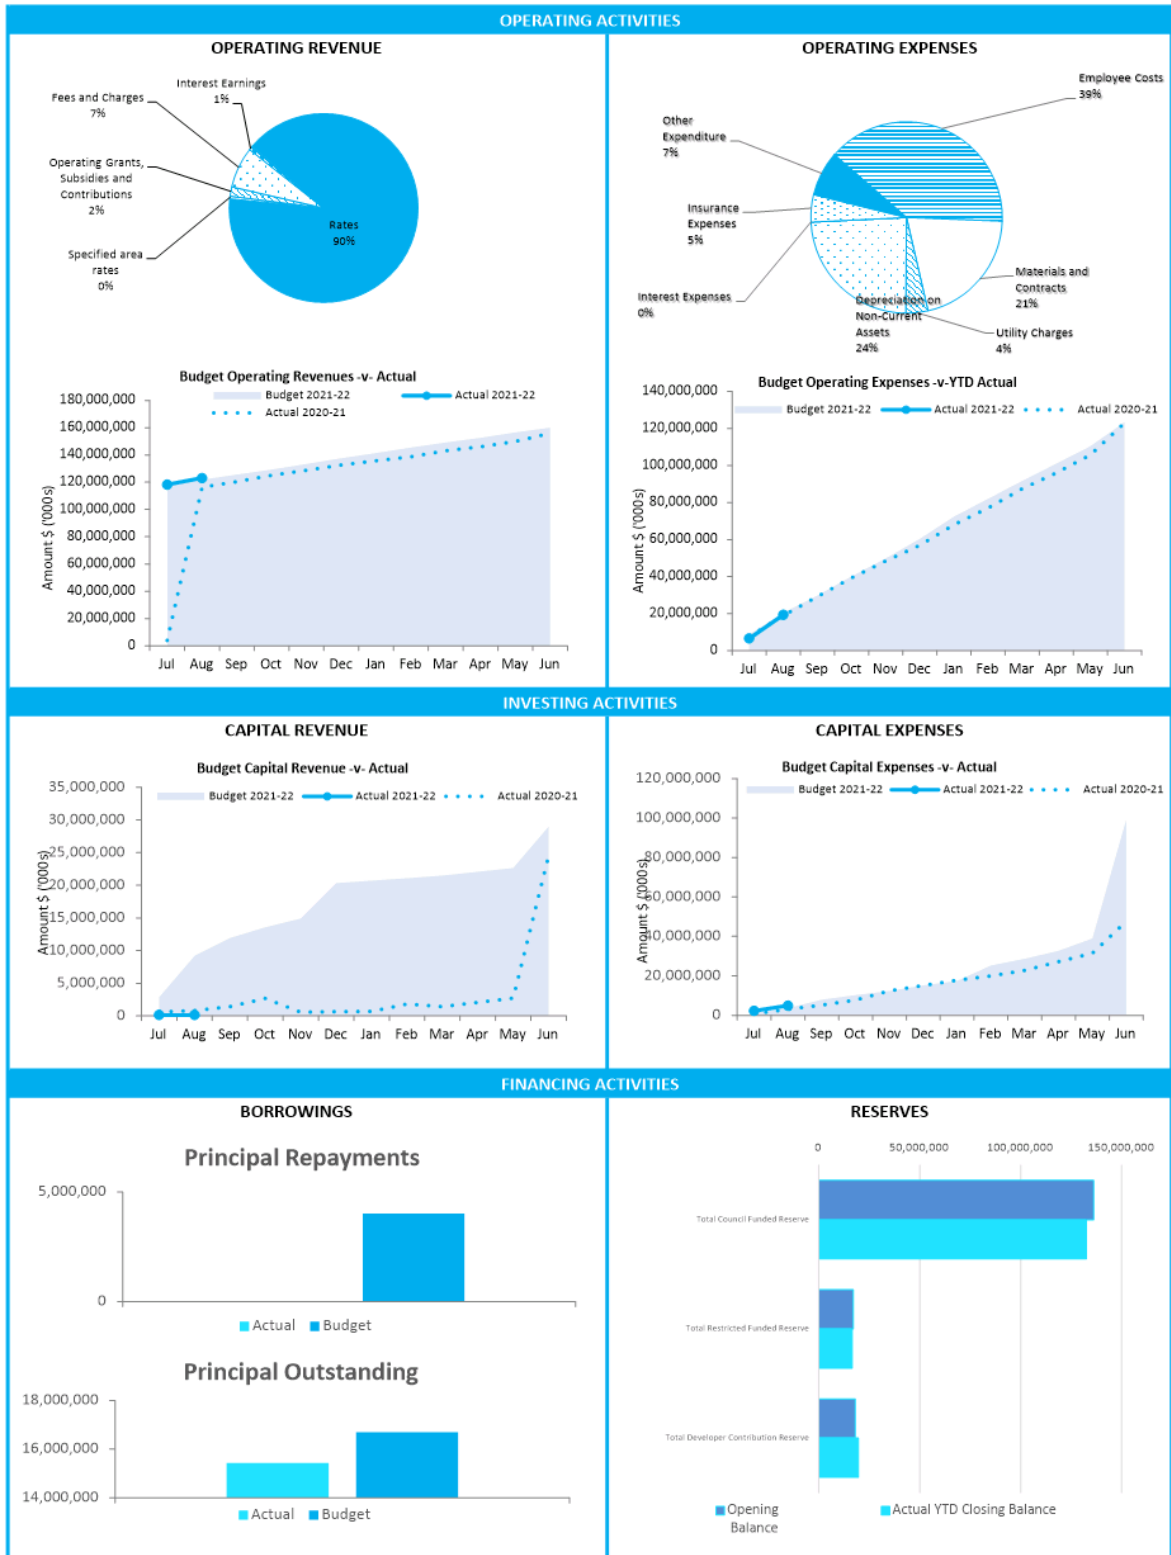 OPERATING ACTIVITIES
OPERATING REVENUE
Interest Earnings
1%
Fees and Charges
7%
Operating Grants,
Subsidies and
Contributions
2%
Specified area
rates
0%
Rates
90%
OPERATING EXPENSES
Employee Costs
39%
Other
Expenditure
7%
Insurance
Expenses
5%
Interest Expenses
0%
Depreciation on
Non-Current
Assets
24%
Materials and
Contracts
21%
Utility Charges
4%
Budget Operating Revenues -v- Actual
Budget 2021-22
Actual 2021-22
Actual 2020-21
Amount $ ('000s)
180,000,000
160,000,000
140,000,000
120,000,000
100,000,000
80,000,000
60,000,000
40,000,000
20,000,000
0
Jul Aug Sep Oct Nov Dec Jan Feb Mar Apr May Jun
Budget Operating Expenses -v-YTD Actual
Budget 2021-22
Actual 2021-22
Actual 2020-21
Amount $ ('000s)
140,000,000
120,000,000
100,000,000
80,000,000
60,000,000
40,000,000
20,000,000
0
Jul Aug Sep Oct Nov Dec Jan Feb Mar Apr May Jun
INVESTING ACTIVITIES
CAPITAL REVENUE
Budget Capital Revenue -v- Actual
Budget 2021-22
Actual 2021-22
Actual 2020-21
Amount $ ('000s)
35,000,000
30,000,000
25,000,000
20,000,000
15,000,000
10,000,000
5,000,000
0
Jul Aug Sep Oct Nov Dec Jan Feb Mar Apr May Jun
CAPITAL EXPENSES
Budget Capital Expenses -v- Actual
Budget 2021-22
Actual 2021-22
Actual 2020-21
Amount $ ('000s)
120,000,000
100,000,000
80,000,000
60,000,000
40,000,000
20,000,000
0
Jul Aug Sep Oct Nov Dec Jan Feb Mar Apr May Jun
FINANCING ACTIVITIES
BORROWINGS
Principal Repayments
5,000,000
0
Actual Budget
Principal Outstanding
18,000,000
16,000,000
14,000,000
Actual Budget
RESERVES
0 50,000,000 100,000,000 150,000,000
Total Council Funded Reserve
Total Restricted Funded Reserve
Total Developer Contribution Reserve
Opening
Balance
Actual YTD Closing Balance